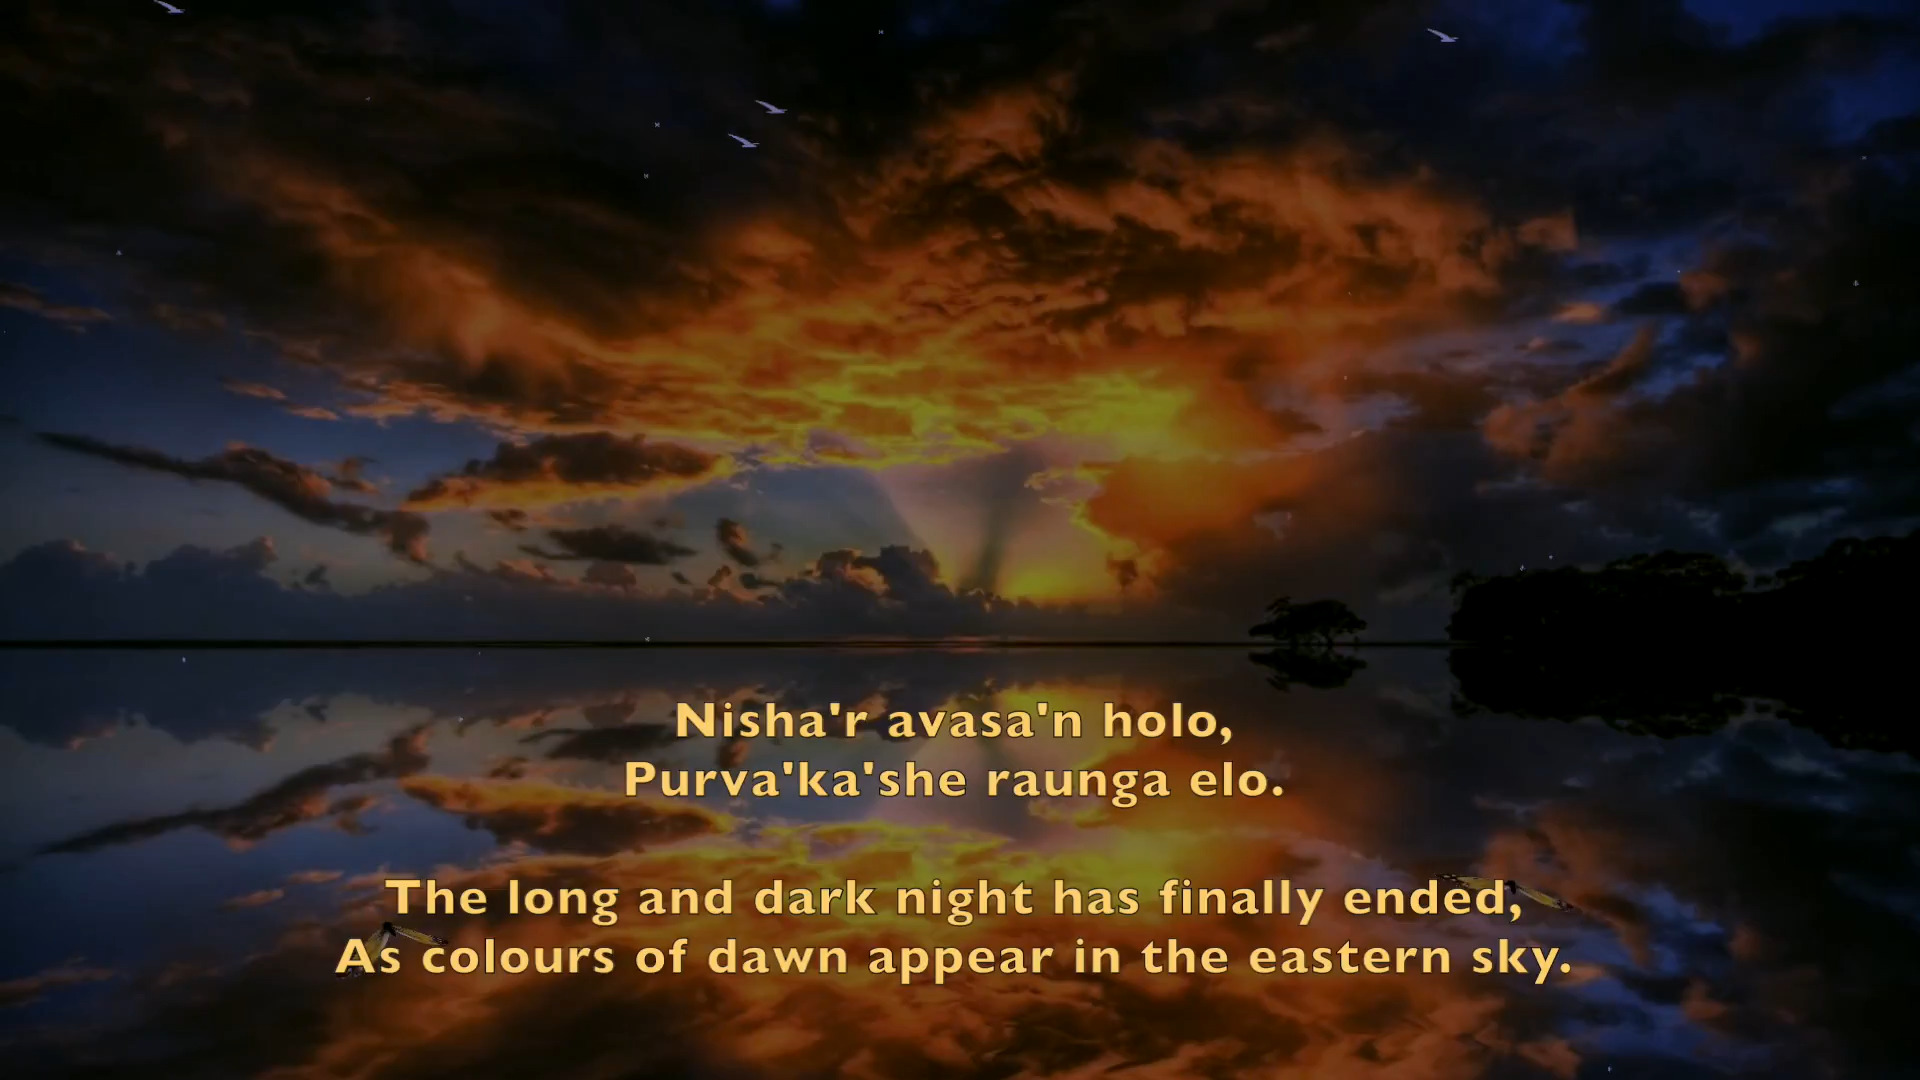 Nisha'r avasa'n holo,
Purva'ka'she raunga elo.
The long and dark night has finally ended,
As colours of dawn appear in the eastern sky.